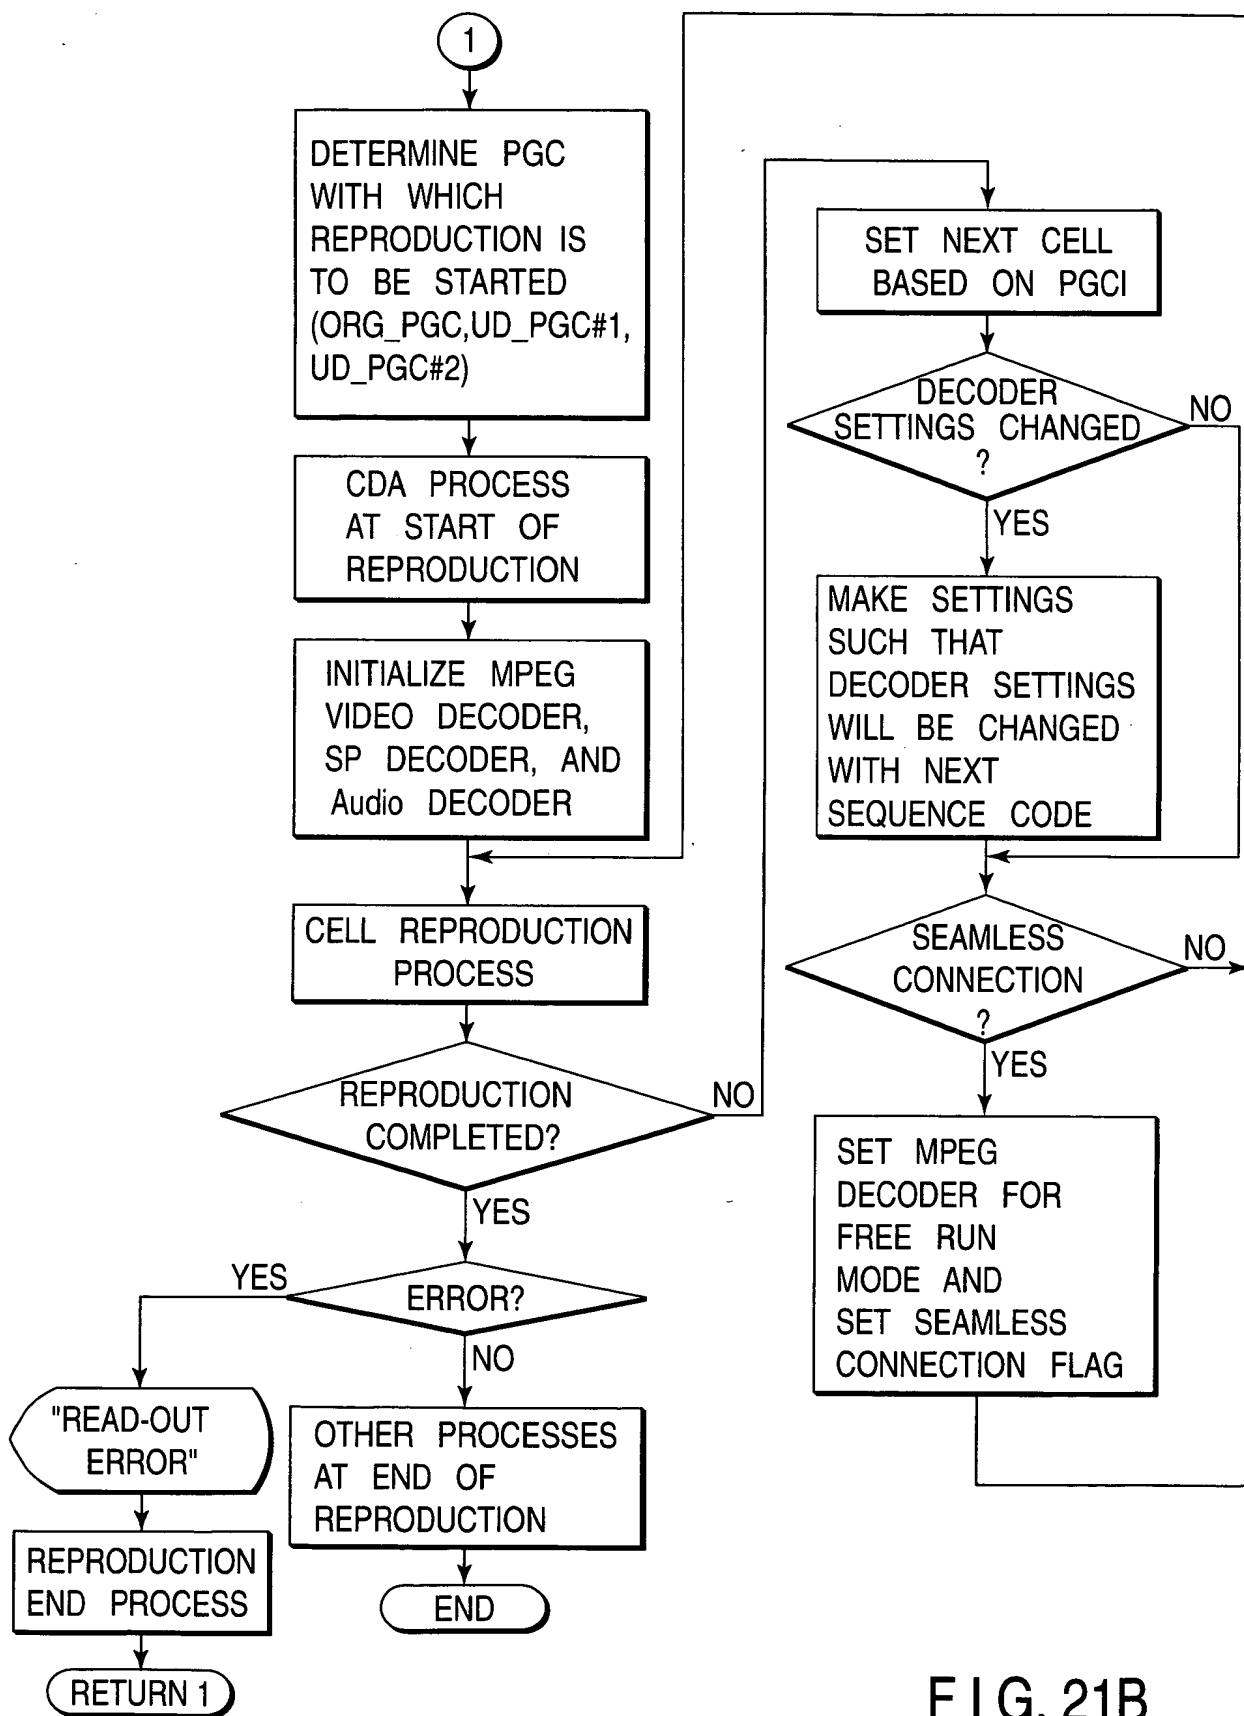 1
DETERMINE PGC
WITH WHICH
REPRODUCTION IS
TO BE STARTED
(ORG_PGC,UD_PGC#1,
UD_PGC#2)
CDA PROCESS
AT START OF
REPRODUCTION
INITIALIZE MPEG
VIDEO DECODER,
SP DECODER, AND
Audio DECODER
CELL REPRODUCTION
PROCESS
REPRODUCTION
COMPLETED?
NO
YES
ERROR?
YES
NO
"READ-OUT
ERROR"
REPRODUCTION
END PROCESS
RETURN 1
OTHER PROCESSES
AT END OF
REPRODUCTION
END
SET NEXT CELL
BASED ON PGCI
DECODER
SETTINGS CHANGED
?
NO
YES
MAKE SETTINGS
SUCH THAT
DECODER SETTINGS
WILL BE CHANGED
WITH NEXT
SEQUENCE CODE
SEAMLESS
CONNECTION
?
NO
YES
SET MPEG
DECODER FOR
FREE RUN
MODE AND
SET SEAMLESS
CONNECTION FLAG
FIG. 21B